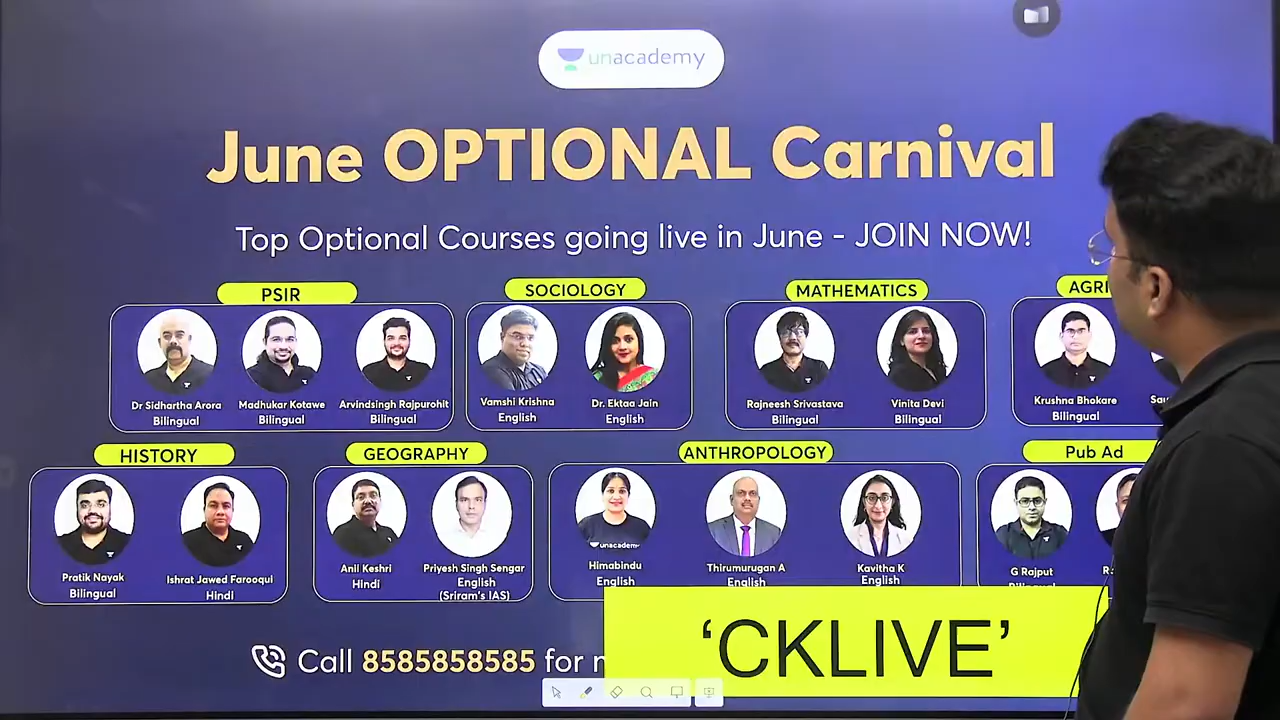 unacademy
June OPTIONAL Carnival
Top Optional Courses going live in June - JOIN NOW!
PSIR
SOCIOLOGY
MATHEMATICS
AGRI
Dr Sidhartha Arora
Bilingual
Madhukar Kotawe
Bilingual
Arvindsingh Rajpurohit
Bilingual
Vamshi Krishna
English
Dr. Ektaa Jain
English
Rajneesh Srivastava
Bilingual
Vinita Devi
Bilingual
Krushna Bhokare
Bilingual
HISTORY
GEOGRAPHY
ANTHROPOLOGY
Pub Ad
Pratik Nayak
Bilingual
Ishrat Jawed Farooqui
Hindi
Anil Keshri
Hindi
Priyesh Singh Sengar
English
(Sriram's IAS)
unacademy
Himabindu
English
Thirumurugan A
English
Kavitha K
English
G Rajput
Bilingual
Call 8585858585 for
'CKLIVE'